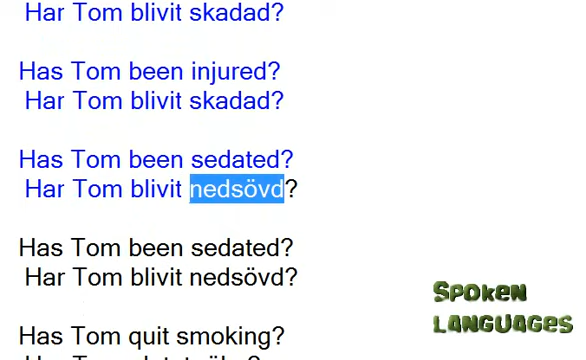 Har Tom blivit skadad?
Has Tom been injured?
Har Tom blivit skadad?
Has Tom been sedated?
Har Tom blivit nedsövd?
Has Tom been sedated?
Har Tom blivit nedsövd?
Has Tom quit smoking?
Spoken
Languages